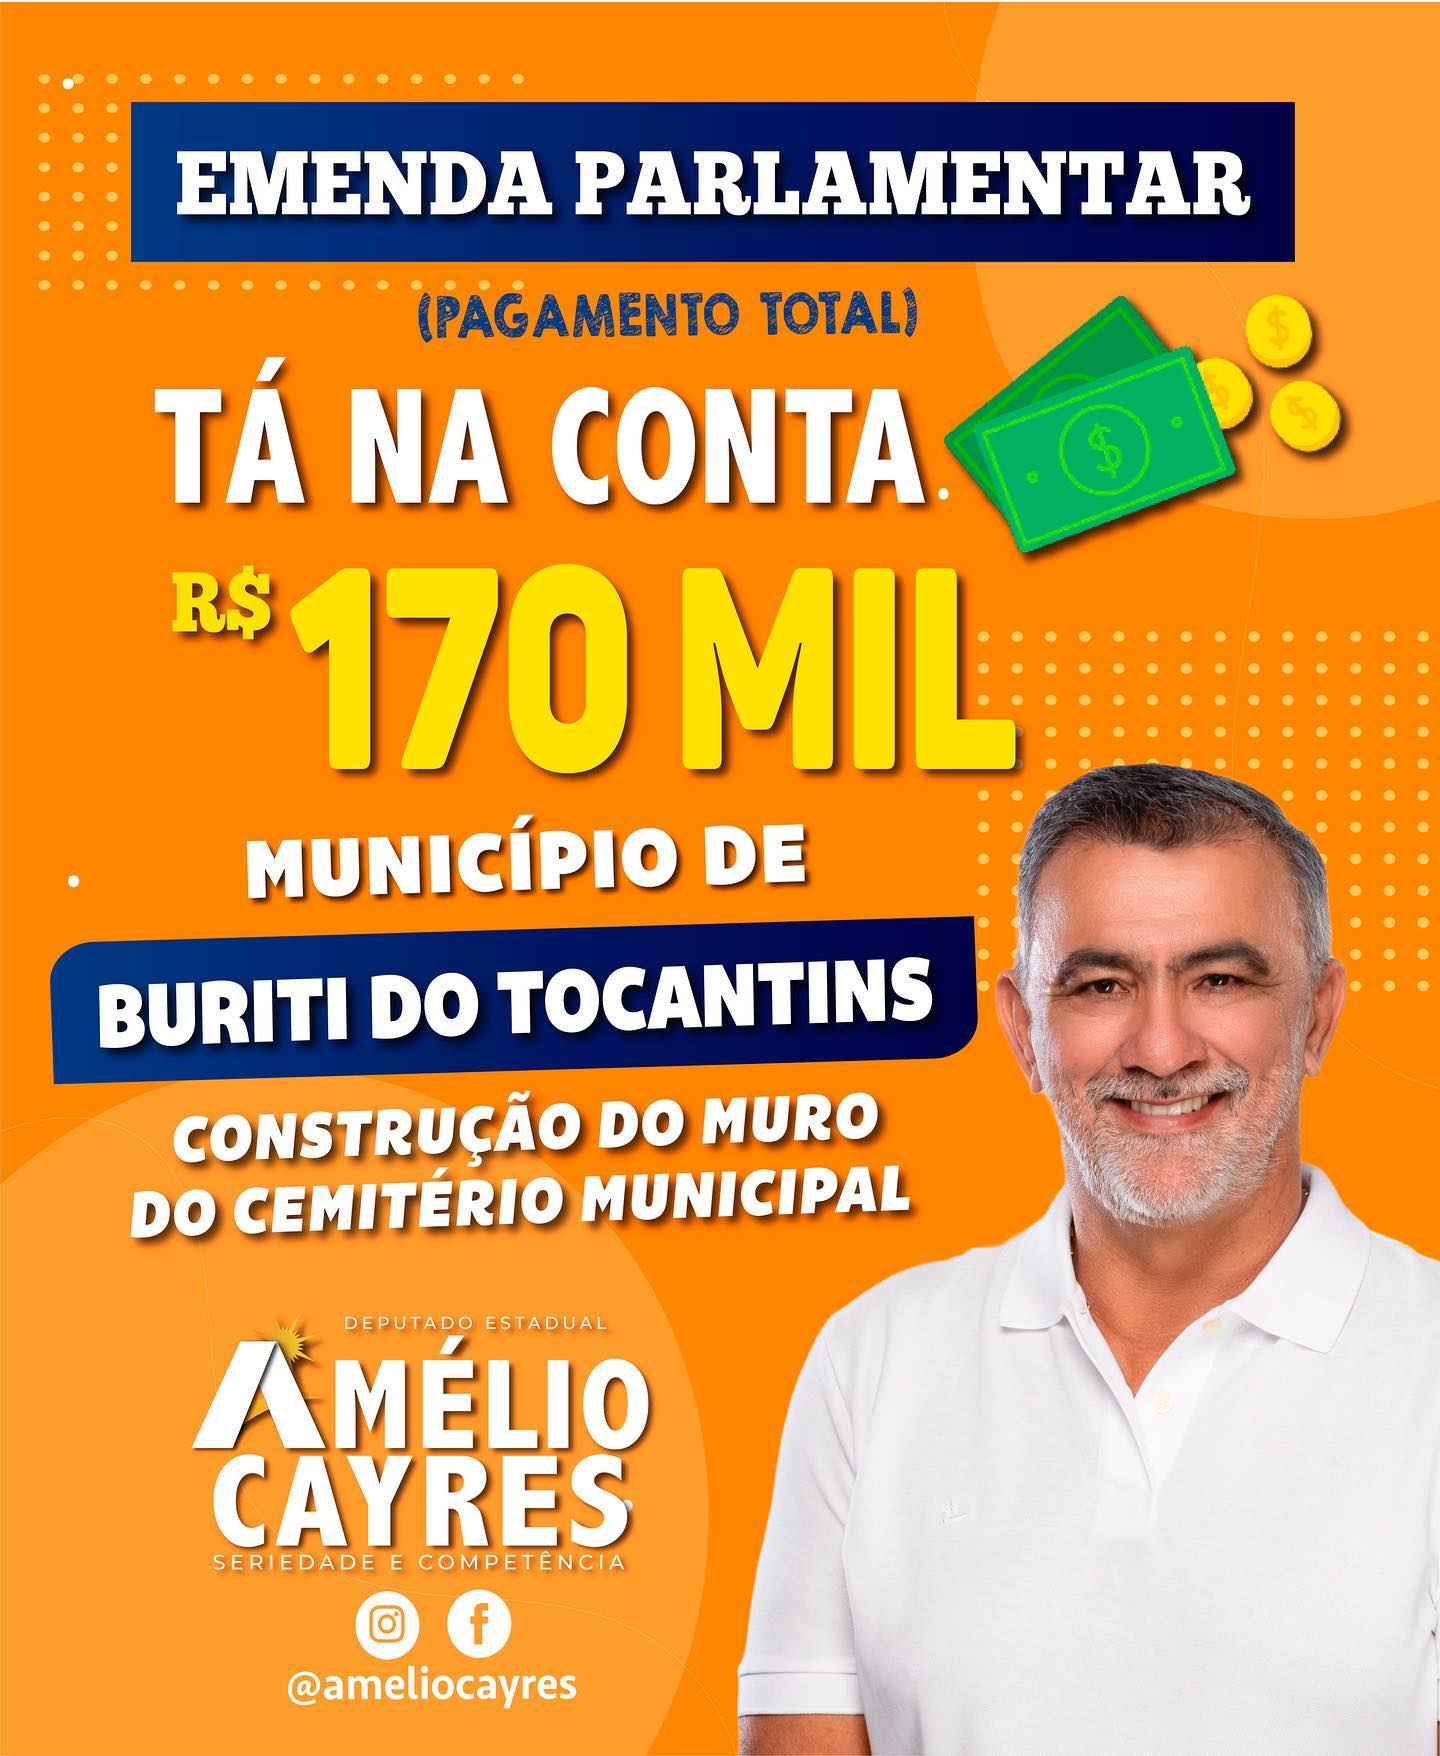 EMENDA PARLAMENTAR
(PAGAMENTO TOTAL)
TÁ NA CONTA.
R$ 170 MIL
MUNICÍPIO DE
BURITI DO TOCANTINS
CONSTRUÇÃO DO MURO
DO CEMITÉRIO MUNICIPAL
DEPUTADO ESTADUAL
AMÉLIO
CAYRES
SERIEDADE E COMPETÊNCIA
@ameliocayres